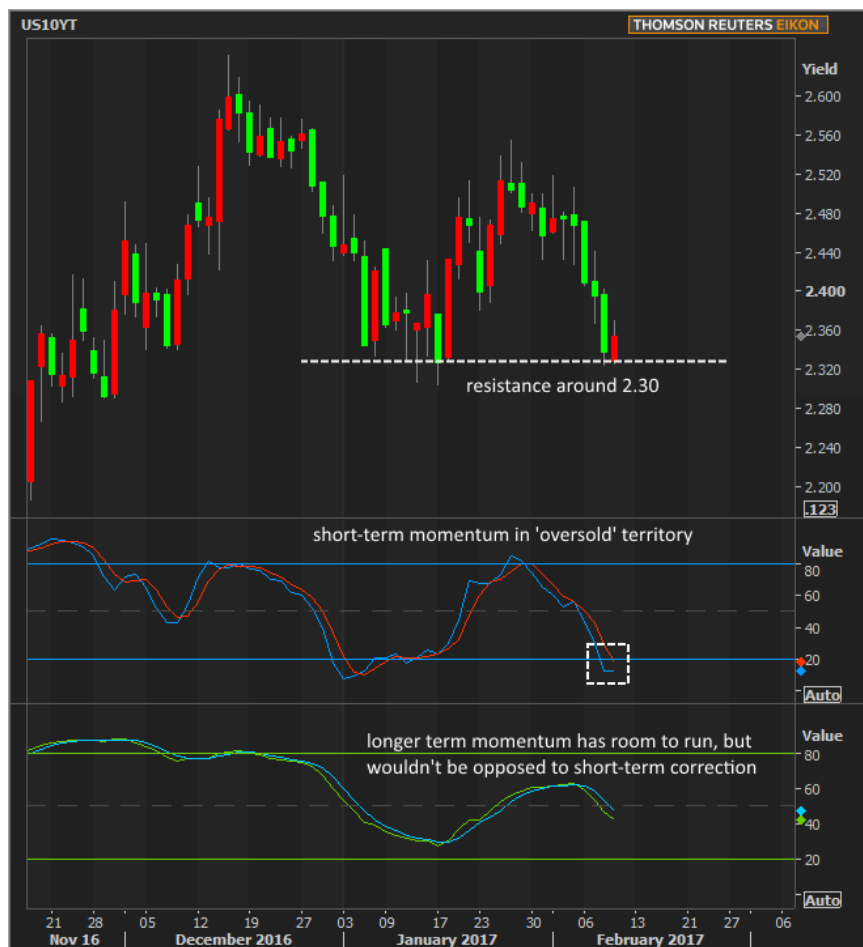 US10YT
THOMSON REUTERS EIKON
Yield
2.600
2.560
2.520
2.480
2.440
2.400
2.360
2.320
2.280
2.240
2.200
.123
resistance around 2.30
short-term momentum in 'oversold' territory
Value
80
60
40
20
Auto
longer term momentum has room to run, but
wouldn't be opposed to short-term correction
Value
80
60
40
20
Auto
21 28 05 12 19 27 03 09 17 23 30 06 13 21 27 06
Nov 16 December 2016 January 2017 February 2017